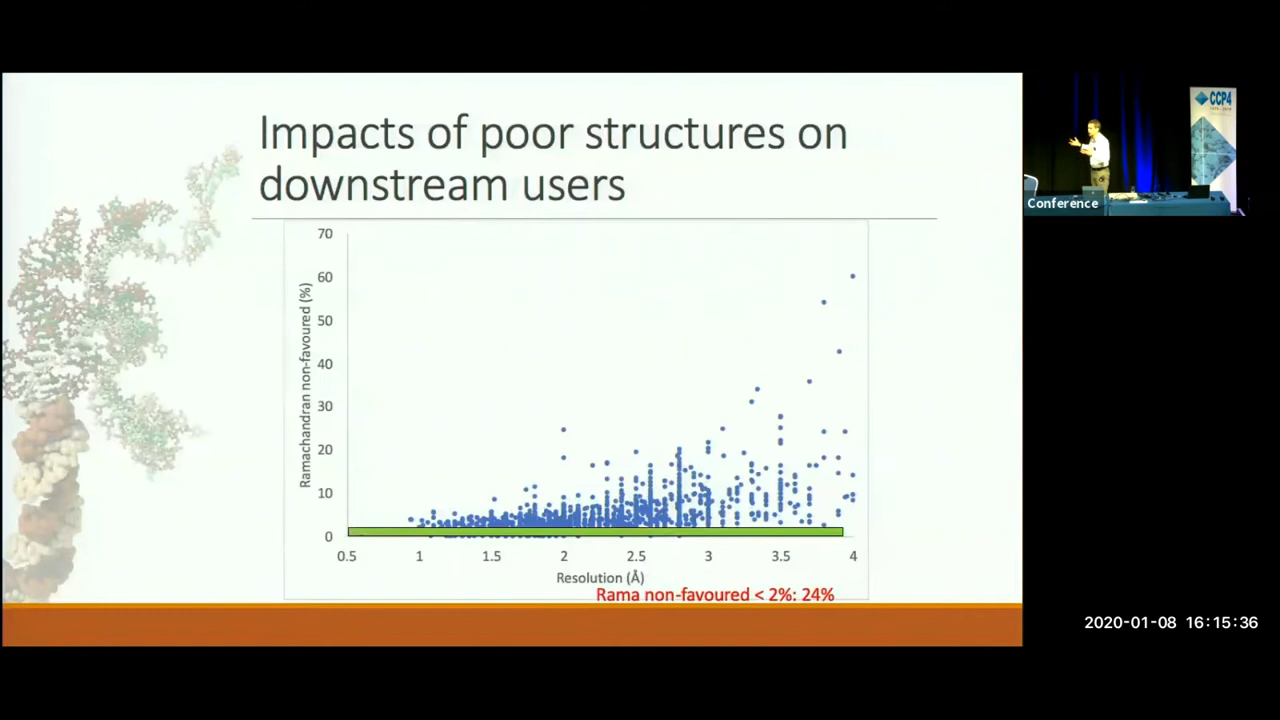 Impacts of poor structures on
downstream users
Ramachandran non-favoured (%)
70
60
50
40
30
20
10
0
0.5 1 1.5 2 2.5 3 3.5 4
Resolution (Å)
Rama non-favoured < 2%: 24%
CCP4
Conference
2020-01-08 16:15:36